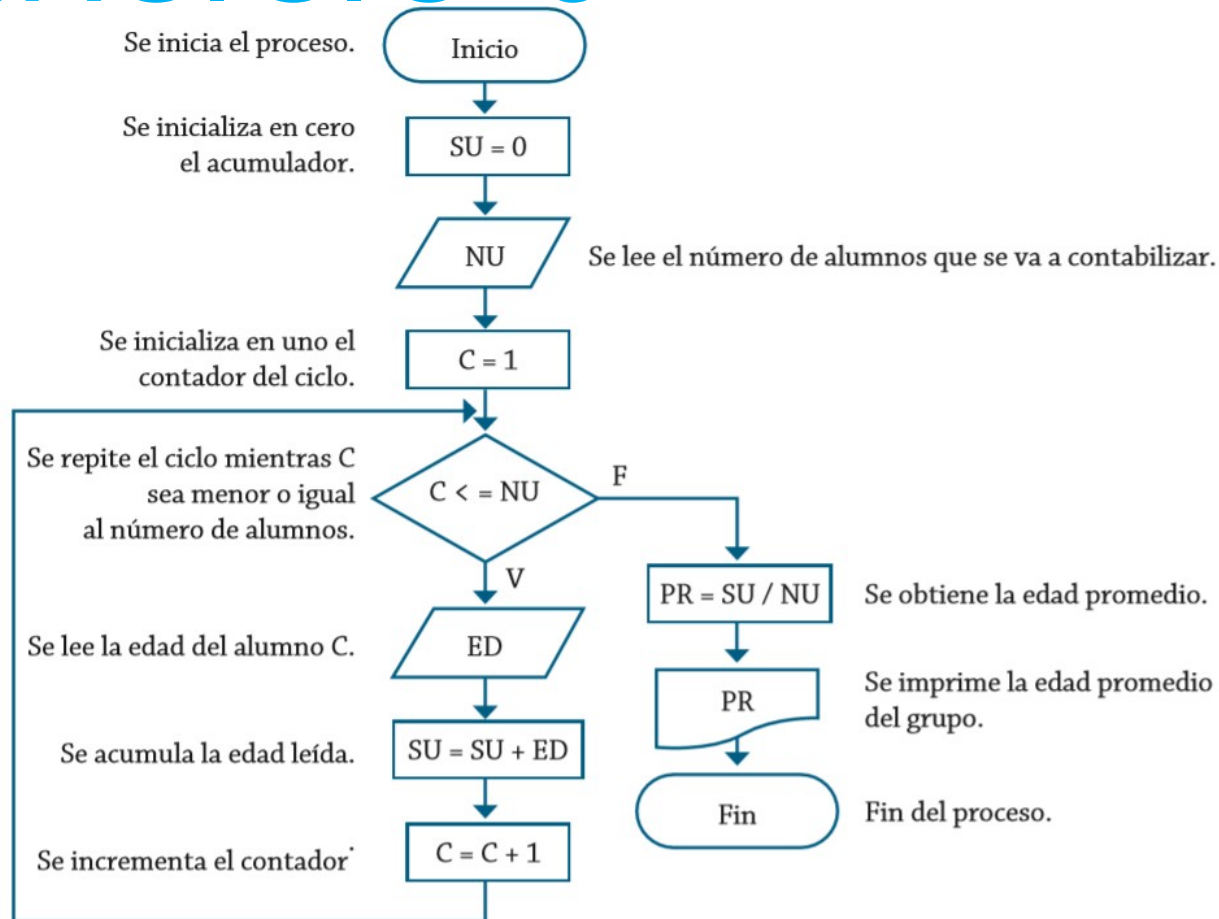 Se inicia el proceso.
Inicio
Se inicializa en cero
el acumulador.
SU = 0
NU
Se lee el número de alumnos que se va a contabilizar.
Se inicializa en uno el
contador del ciclo.
C = 1
Se repite el ciclo mientras C
sea menor o igual
al número de alumnos.
C < = NU
F
V
PR = SU / NU
Se obtiene la edad promedio.
Se lee la edad del alumno C.
ED
PR
Se imprime la edad promedio
del grupo.
Se acumula la edad leída.
SU = SU + ED
Fin
Fin del proceso.
Se incrementa el contador
C = C + 1